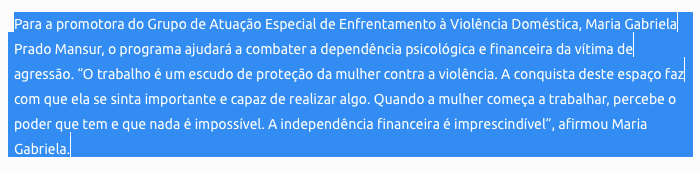 Para a promotora do Grupo de Atuação Especial de Enfrentamento à Violência Doméstica, Maria Gabriela
Prado Mansur, o programa ajudará a combater a dependência psicológica e financeira da vítima de
agressão. “O trabalho é um escudo de proteção da mulher contra a violência. A conquista deste espaço faz
com que ela se sinta importante e capaz de realizar algo. Quando a mulher começa a trabalhar, percebe o
poder que tem e que nada é impossível. A independência financeira é imprescindível”, afirmou Maria
Gabriela.